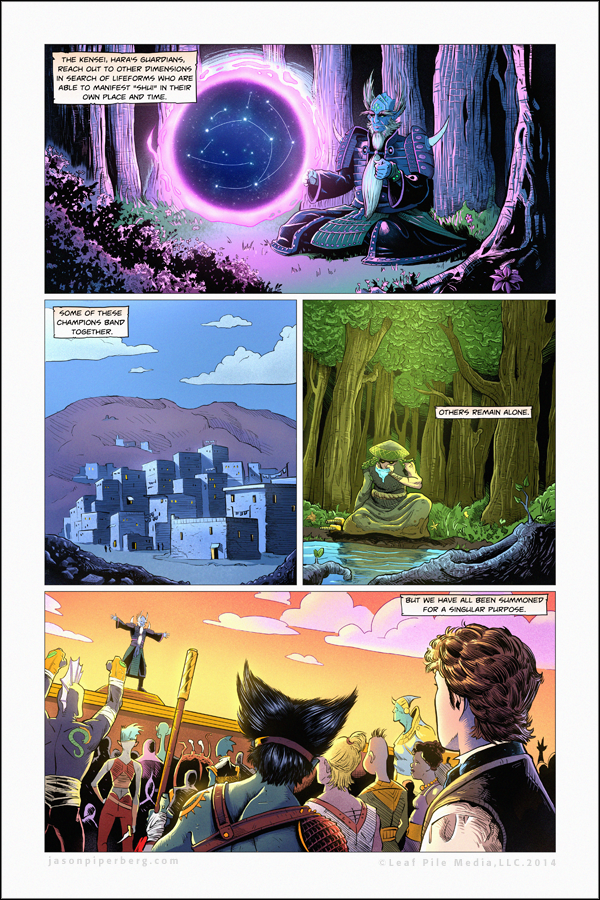 THE KENSEI, HARA'S GUARDIANS,
REACH OUT TO OTHER DIMENSIONS
IN SEARCH OF LIFEFORMS WHO ARE
ABLE TO MANIFEST "SHUI" IN THEIR
OWN PLACE AND TIME.
SOME OF THESE
CHAMPIONS BAND
TOGETHER.
OTHERS REMAIN ALONE.
BUT WE HAVE ALL BEEN SUMMONED
FOR A SINGULAR PURPOSE.
jasonpiperberg.com
©Leaf Pile Media,LLC.2014